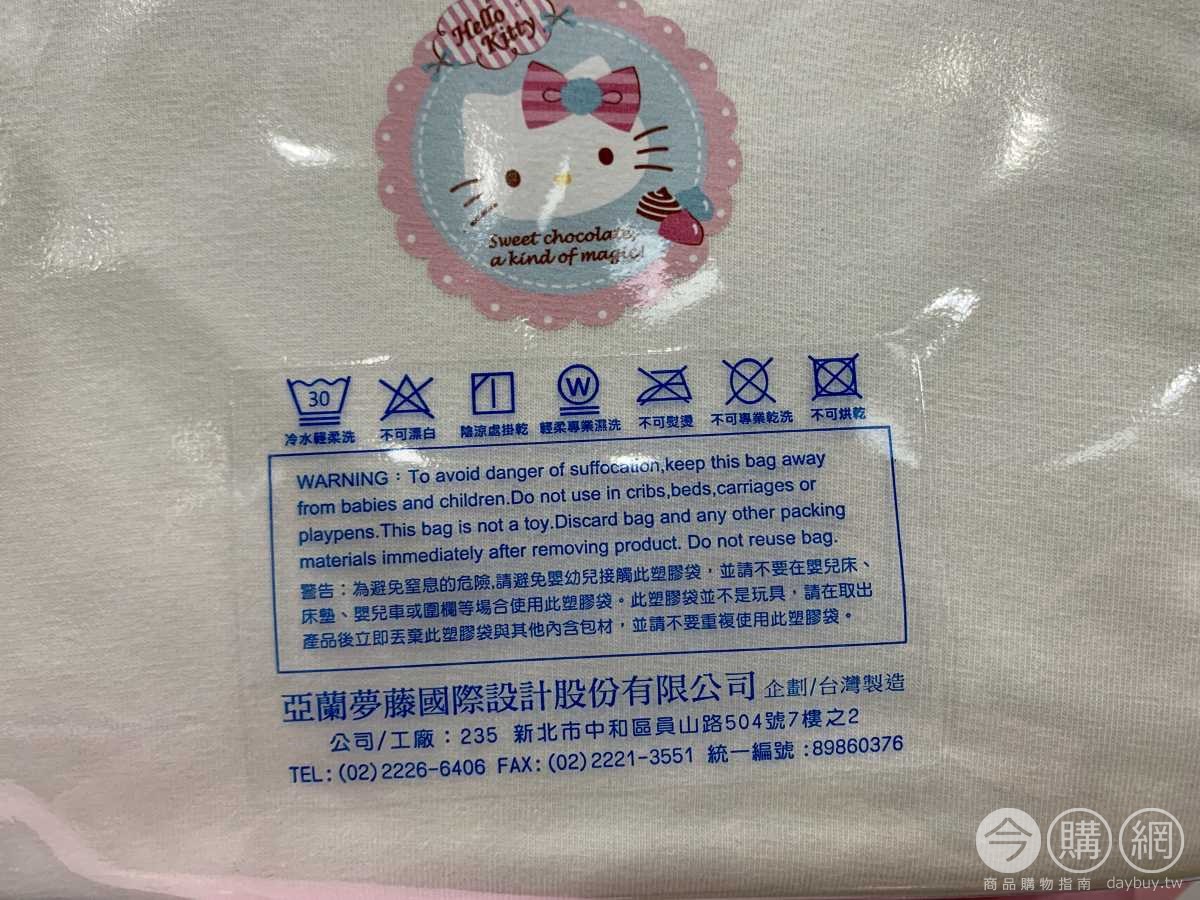 Hello
Kitty
Sweet chocolate,
a kind of magic!
30
W
冷水輕柔洗 不可漂白 陰涼處掛乾 輕柔專業濕洗 不可熨燙 不可專業乾洗 不可烘乾
WARNING：To avoid danger of suffocation,keep this bag away
from babies and children.Do not use in cribs,beds,carriages or
playpens.This bag is not a toy.Discard bag and any other packing
materials immediately after removing product. Do not reuse bag.
警告：為避免窒息的危險,請避免嬰幼兒接觸此塑膠袋，並請不要在嬰兒床、
床墊、嬰兒車或圍欄等場合使用此塑膠袋。此塑膠袋並不是玩具，請在取出
產品後立即丟棄此塑膠袋與其他內含包材，並請不要重複使用此塑膠袋。
亞蘭夢藤國際設計股份有限公司 企劃/台灣製造
公司/工廠：235 新北市中和區員山路504號7樓之2
TEL:(02)2226-6406 FAX:(02)2221-3551 統一編號:89860376
今購網
商品購物指南 daybuy.tw